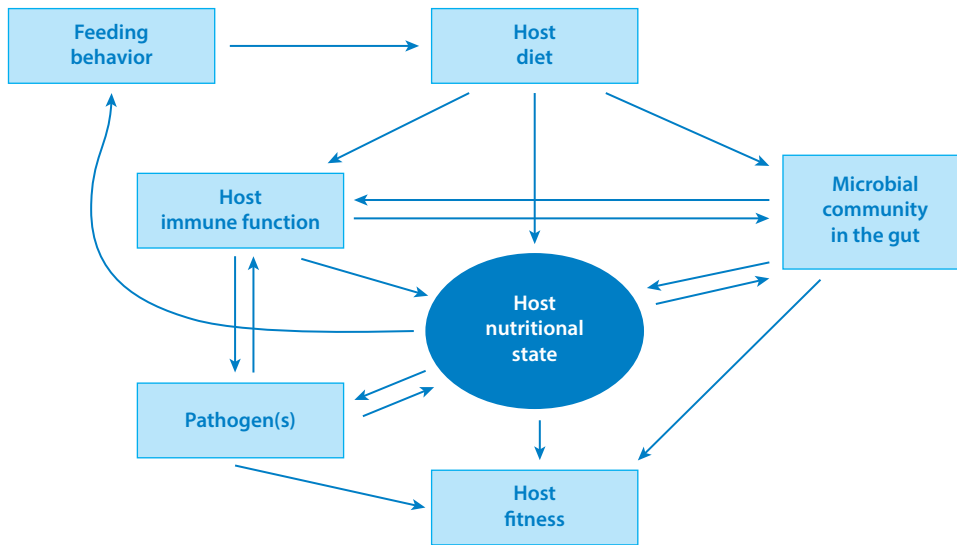 Feeding
behavior
Host
diet
Host
immune function
Microbial
community
in the gut
Host
nutritional
state
Pathogen(s)
Host
fitness